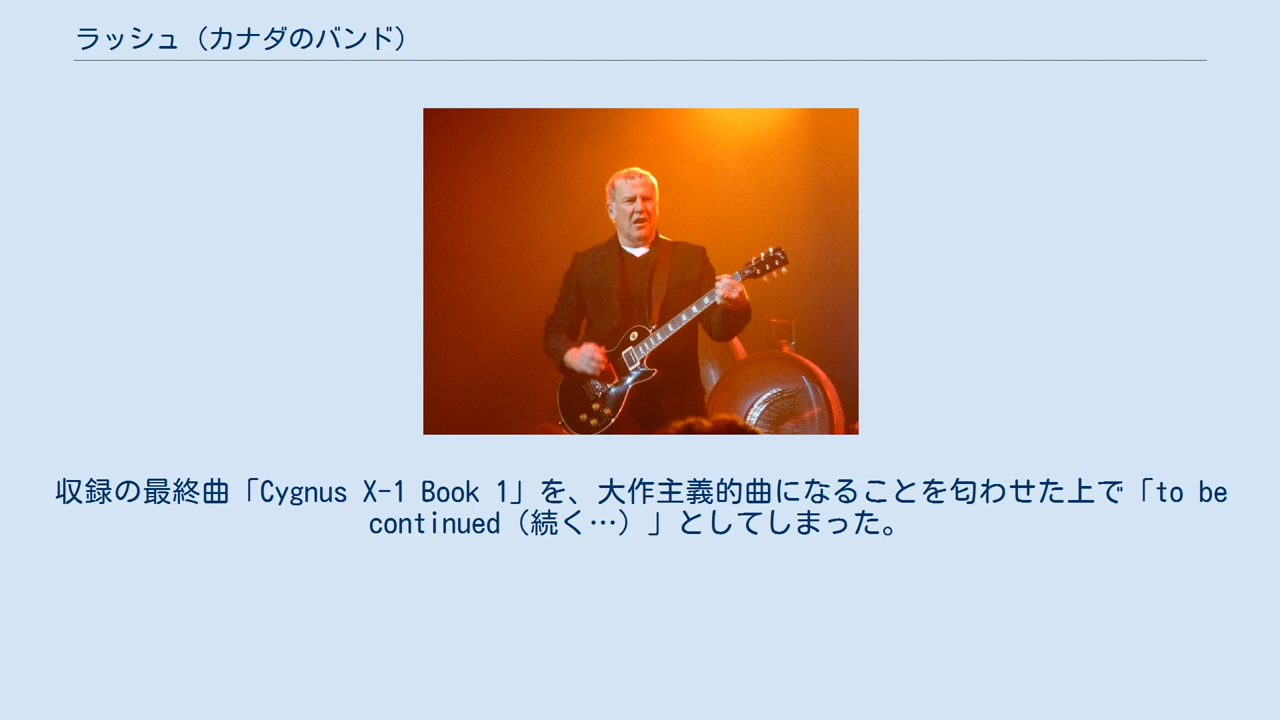 ラッシュ（カナダのバンド）
収録の最終曲「Cygnus X-1 Book 1」を、大作主義的曲になることを匂わせた上で「to be
continued（続く…）」としてしまった。